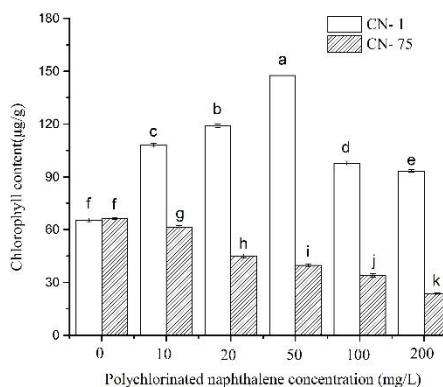 CN- 1
CN- 75
Chlorophyll content(μg/g)
180
150
120
90
60
30
0
f
f
c
g
b
h
a
i
d
j
e
k
0
10
20
50
100
200
Polychlorinated naphthalene concentration (mg/L)